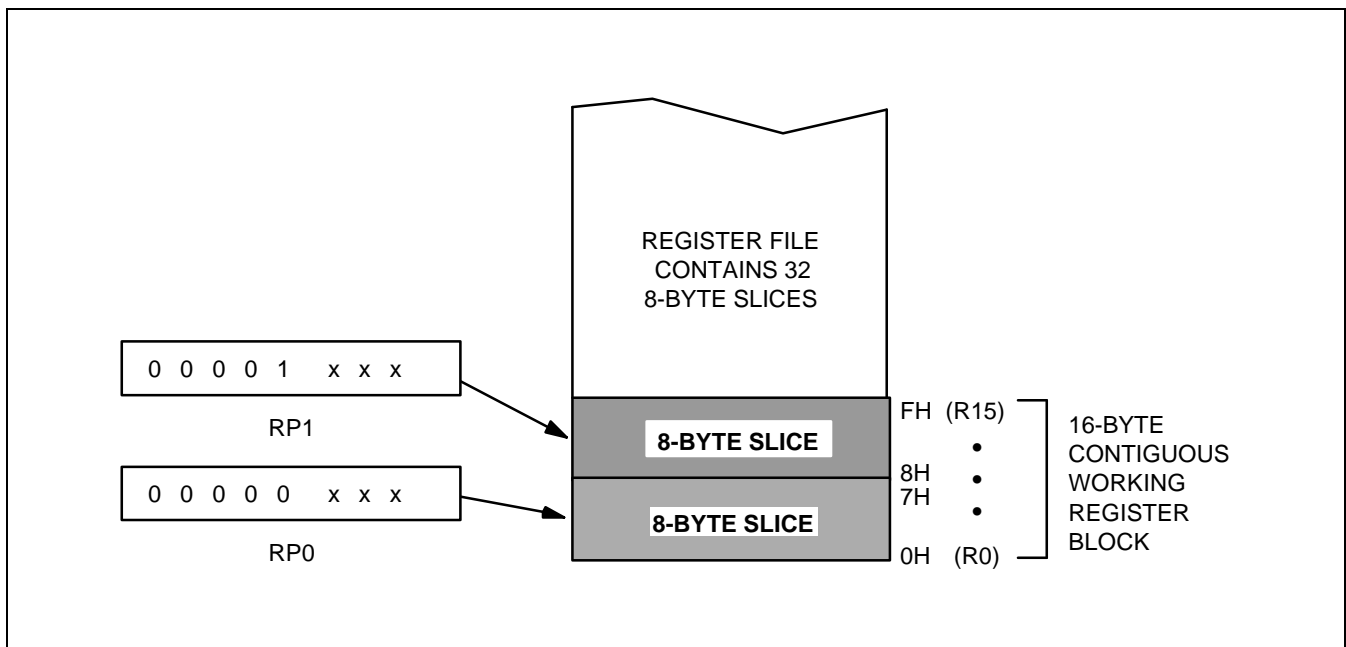 REGISTER FILE
CONTAINS 32
8-BYTE SLICES
0 0 0 0 1 x x x
RP1
0 0 0 0 0 x x x
RP0
8-BYTE SLICE
8-BYTE SLICE
FH (R15)
•
8H •
7H
•
0H (R0)
16-BYTE
CONTIGUOUS
WORKING
REGISTER
BLOCK